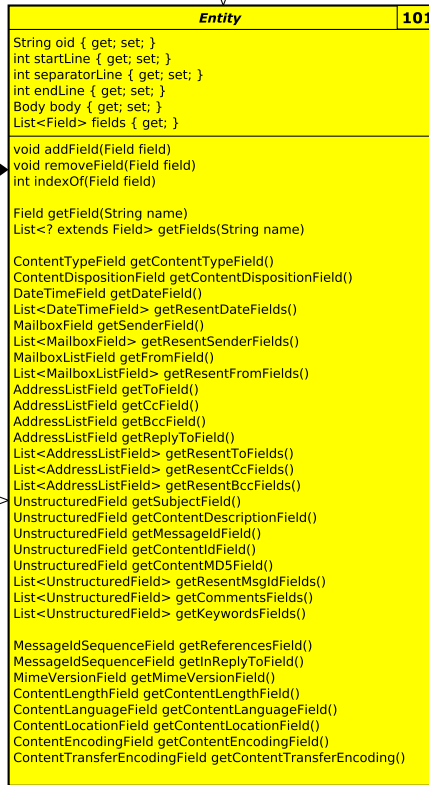 Entity
101
String oid { get; set; }
int startLine { get; set; }
int separatorLine { get; set; }
int endLine { get; set; }
Body body { get; set; }
List<Field> fields { get; }
void addField(Field field)
void removeField(Field field)
int indexOf(Field field)
Field getField(String name)
List<? extends Field> getFields(String name)
ContentTypeField getContentTypeField()
ContentDispositionField getContentDispositionField()
DateTimeField getDateField()
List<DateTimeField> getResentDateFields()
MailboxField getSenderField()
List<MailboxField> getResentSenderFields()
MailboxListField getFromField()
List<MailboxListField> getResentFromFields()
AddressListField getToField()
AddressListField getCcField()
AddressListField getBccField()
AddressListField getReplyToField()
List<AddressListField> getResentToFields()
List<AddressListField> getResentCcFields()
List<AddressListField> getResentBccFields()
UnstructuredField getSubjectField()
UnstructuredField getContentDescriptionField()
UnstructuredField getMessageIdField()
UnstructuredField getContentIdField()
UnstructuredField getContentMD5Field()
List<UnstructuredField> getResentMsgIdFields()
List<UnstructuredField> getCommentsFields()
List<UnstructuredField> getKeywordsFields()
MessageIdSequenceField getReferencesField()
MessageIdSequenceField getInReplyToField()
MimeVersionField getMimeVersionField()
ContentLengthField getContentLengthField()
ContentLanguageField getContentLanguageField()
ContentLocationField getContentLocationField()
ContentEncodingField getContentEncodingField()
ContentTransferEncodingField getContentTransferEncoding()